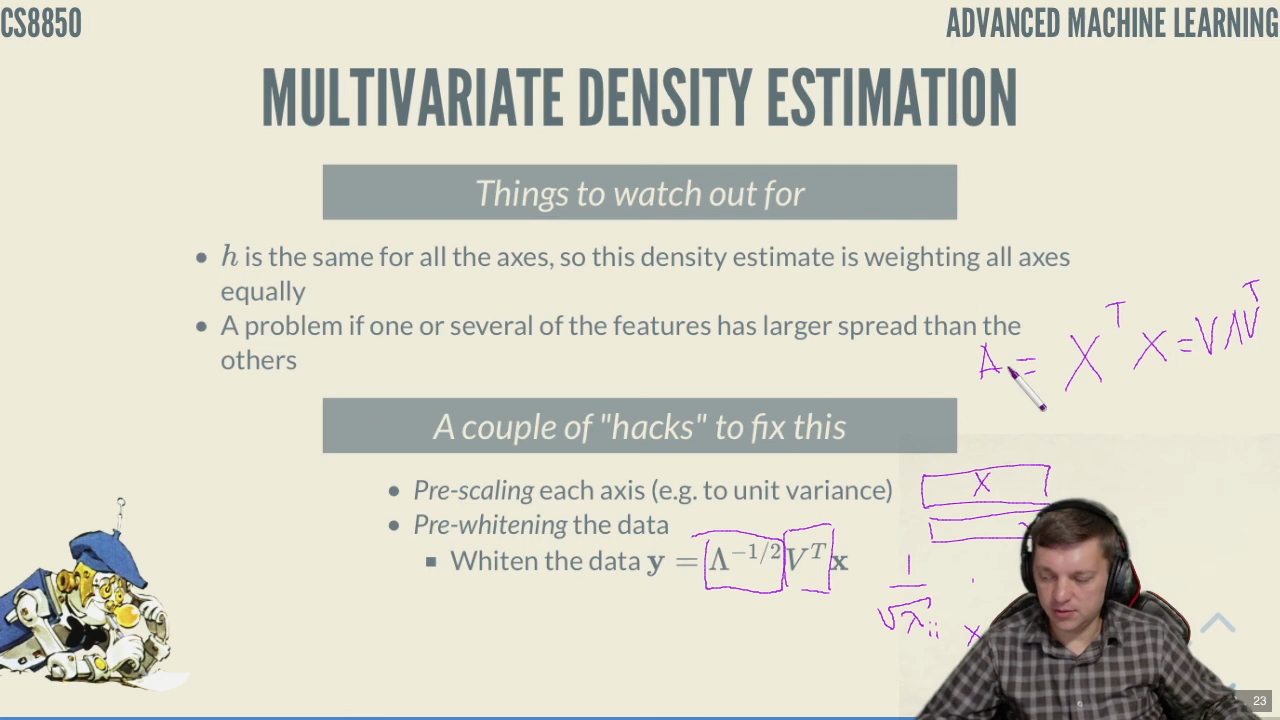 CS8850
ADVANCED MACHINE LEARNING
MULTIVARIATE DENSITY ESTIMATION
Things to watch out for
• h is the same for all the axes, so this density estimate is weighting all axes
equally
• A problem if one or several of the features has larger spread than the
others
A = X^T X = VΛV^T
A couple of "hacks" to fix this
• Pre-scaling each axis (e.g. to unit variance)
X
• Pre-whitening the data
▪ Whiten the data y = Λ^{-1/2} V^T x
1/√λii
X
23